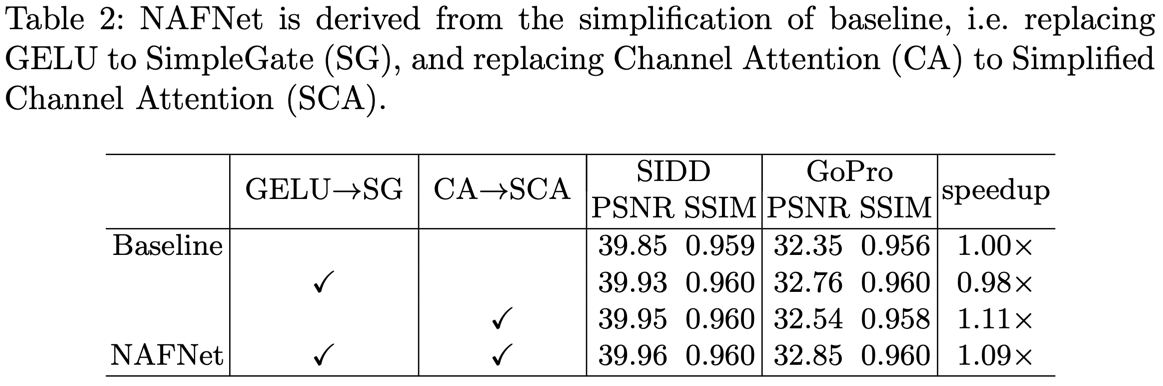 Table 2: NAFNet is derived from the simplification of baseline, i.e. replacing
GELU to SimpleGate (SG), and replacing Channel Attention (CA) to Simplified
Channel Attention (SCA).
GELU→SG CA→SCA SIDD GoPro speedup
PSNR SSIM PSNR SSIM
Baseline 39.85 0.959 32.35 0.956 1.00×
✓ 39.93 0.960 32.76 0.960 0.98×
✓ 39.95 0.960 32.54 0.958 1.11×
NAFNet ✓ ✓ 39.96 0.960 32.85 0.960 1.09×